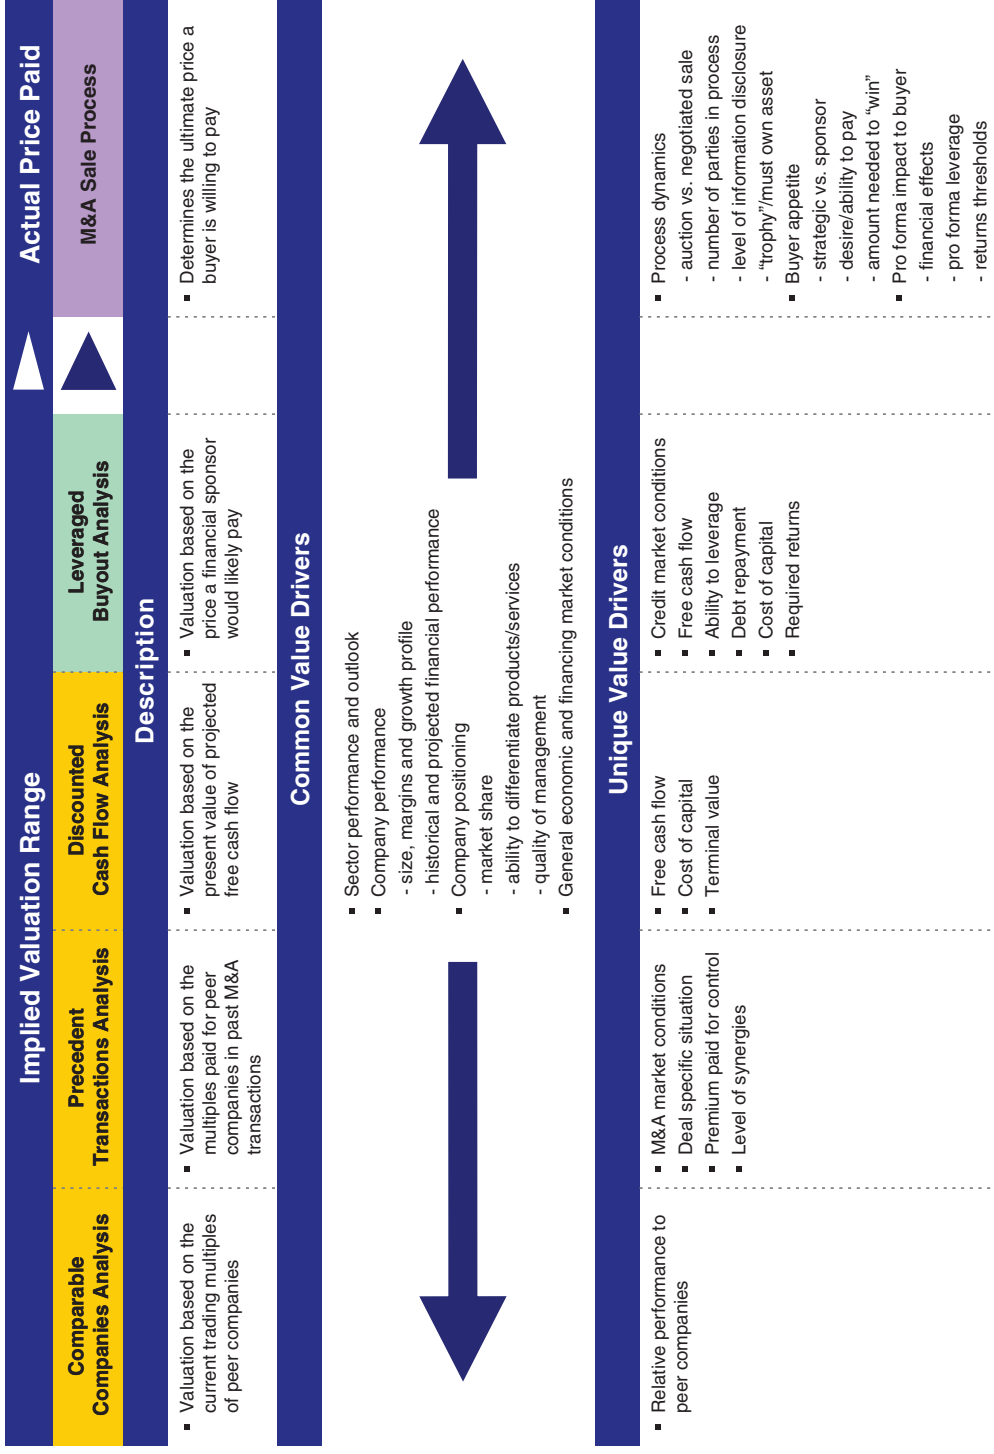 Implied Valuation Range
Actual Price Paid
Comparable
Companies Analysis
Precedent
Transactions Analysis
Discounted
Cash Flow Analysis
Leveraged
Buyout Analysis
M&A Sale Process
Description
▪ Valuation based on the
current trading multiples
of peer companies
▪ Valuation based on the
multiples paid for peer
companies in past M&A
transactions
▪ Valuation based on the
present value of projected
free cash flow
▪ Valuation based on the
price a financial sponsor
would likely pay
▪ Determines the ultimate price a
buyer is willing to pay
Common Value Drivers
▪ Sector performance and outlook
▪ Company performance
- size, margins and growth profile
- historical and projected financial performance
▪ Company positioning
- market share
- ability to differentiate products/services
- quality of management
▪ General economic and financing market conditions
Unique Value Drivers
▪ Relative performance to
peer companies
▪ M&A market conditions
▪ Deal specific situation
▪ Premium paid for control
▪ Level of synergies
▪ Free cash flow
▪ Cost of capital
▪ Terminal value
▪ Credit market conditions
▪ Free cash flow
▪ Ability to leverage
▪ Debt repayment
▪ Cost of capital
▪ Required returns
▪ Process dynamics
- auction vs. negotiated sale
- number of parties in process
- level of information disclosure
- “trophy”/must own asset
▪ Buyer appetite
- strategic vs. sponsor
- desire/ability to pay
- amount needed to “win”
▪ Pro forma impact to buyer
- financial effects
- pro forma leverage
- returns thresholds